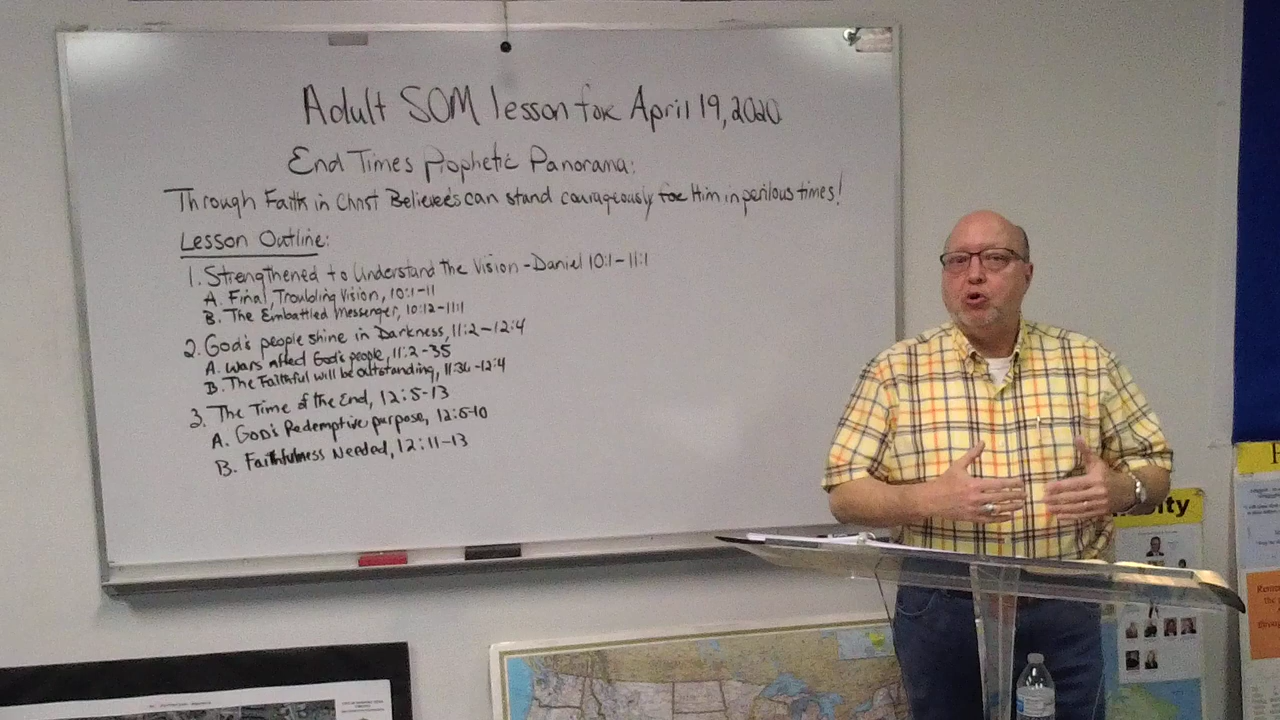 Adult SOM lesson for April 19, 2020
End Times Prophetic Panorama:
Through Faith in Christ Believers can stand courageously for Him in perilous times!
Lesson Outline:
1. Strengthened to Understand the Vision - Daniel 10:1-11:1
A. Final, Troubling Vision, 10:1-11
B. The Embattled Messenger, 10:12-11:1
2. God's people shine in Darkness, 11:2-12:4
A. Wars affect God's people, 11:2-35
B. The Faithful will be outstanding, 11:36-12:4
3. The Time of the End, 12:5-13
A. GOD's Redemptive purpose, 12:5-10
B. Faithfulness Needed, 12:11-13